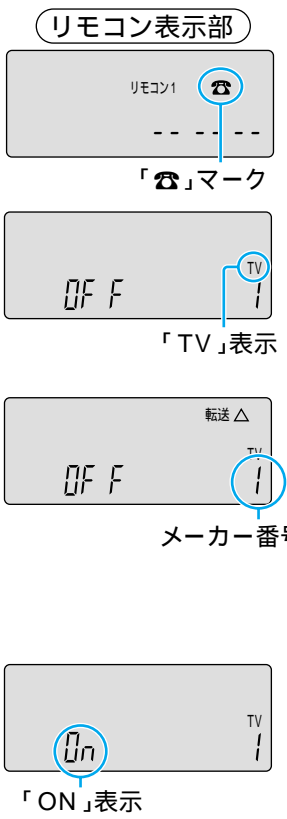 リモコン表示部
リモコン1 ☎
-- -- --
「☎」マーク
TV
OFF 1
「TV」表示
転送 △
TV
OFF 1
メーカー番号
TV
On 1
「ON」表示